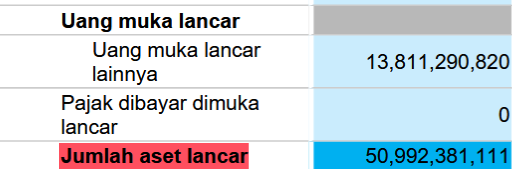 Uang muka lancar
Uang muka lancar
lainnya
13,811,290,820
Pajak dibayar dimuka
lancar
0
Jumlah aset lancar
50,992,381,111